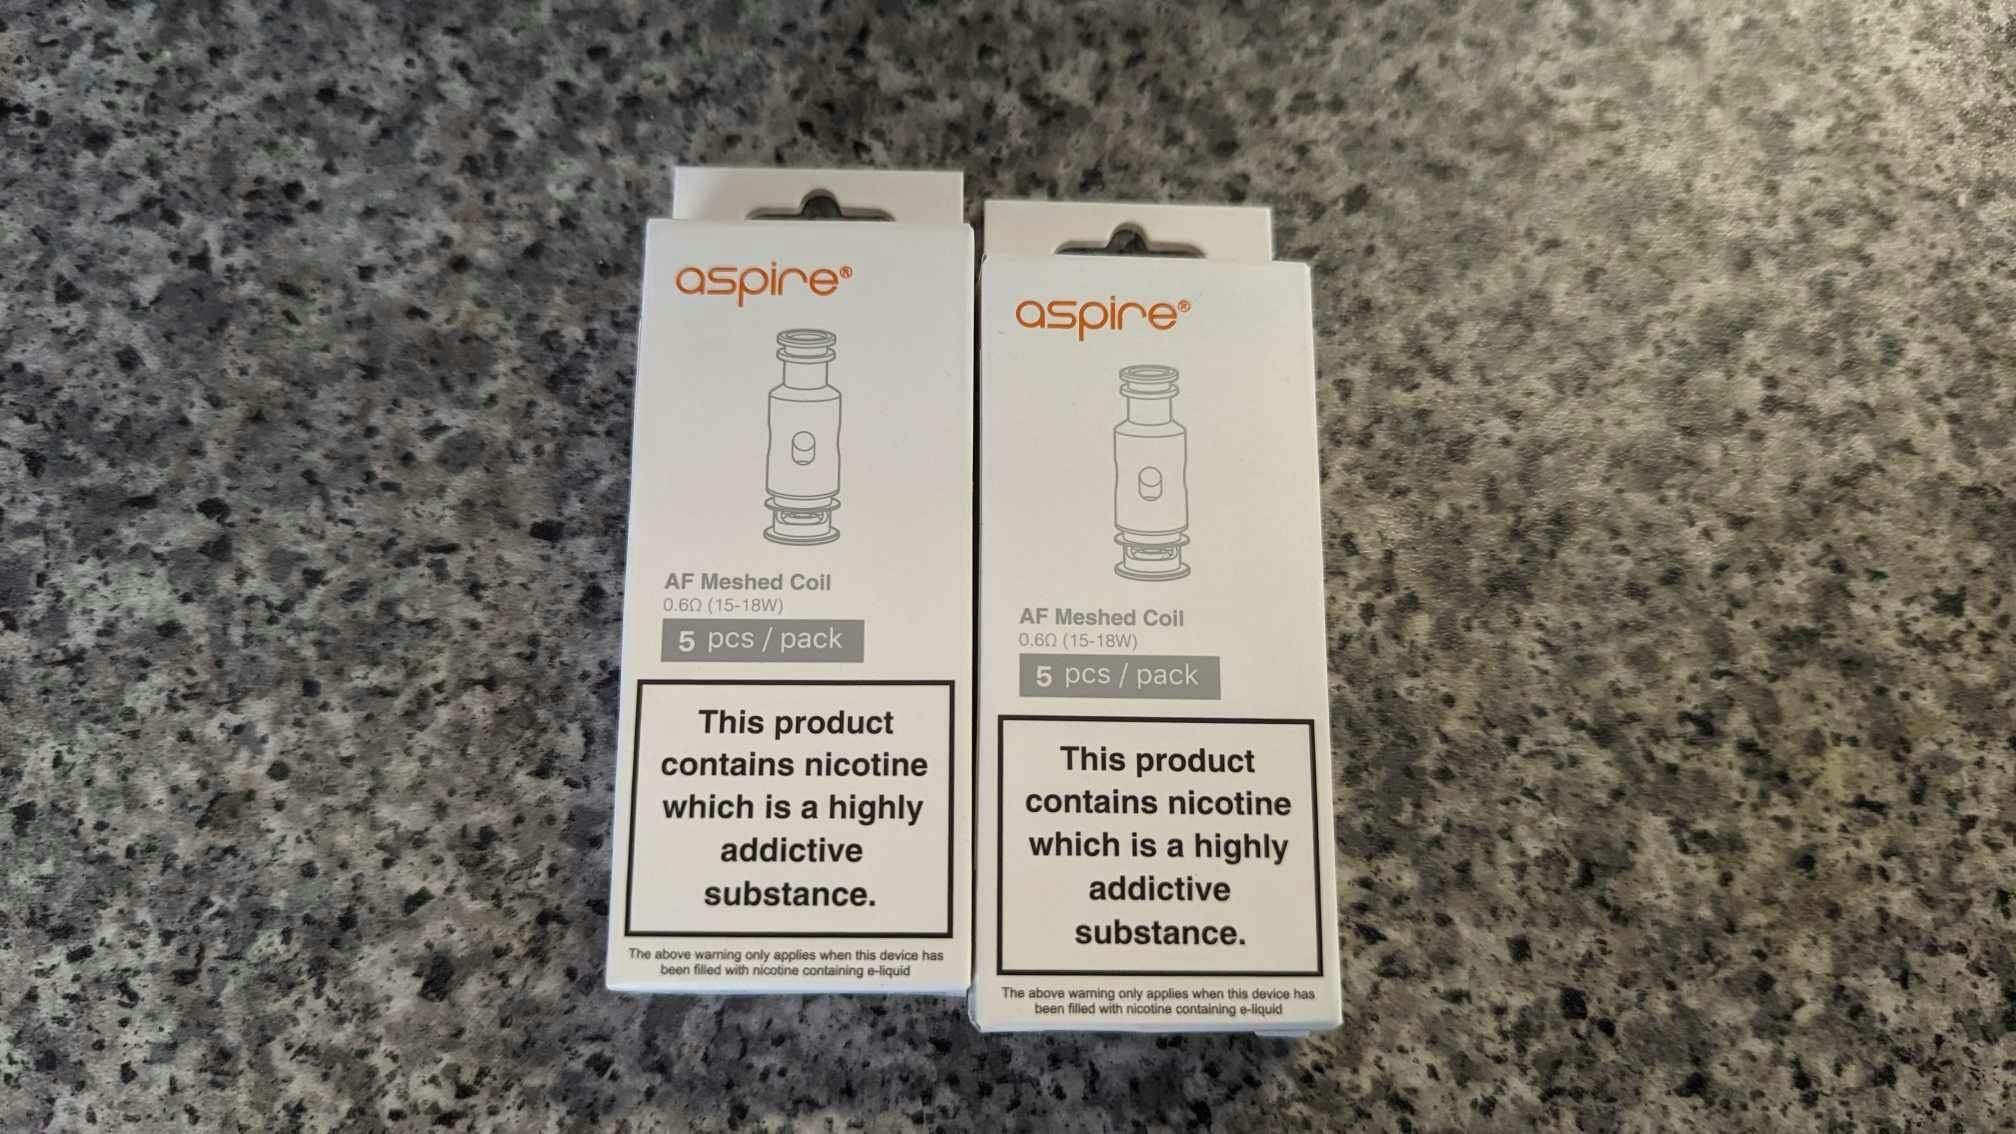 aspire®
AF Meshed Coil
0.6Ω (15-18W)
5 pcs / pack
This product
contains nicotine
which is a highly
addictive
substance.
The above warning only applies when this device has
been filled with nicotine containing e-liquid
aspire®
AF Meshed Coil
0.6Ω (15-18W)
5 pcs / pack
This product
contains nicotine
which is a highly
addictive
substance.
The above warning only applies when this device has
been filled with nicotine containing e-liquid